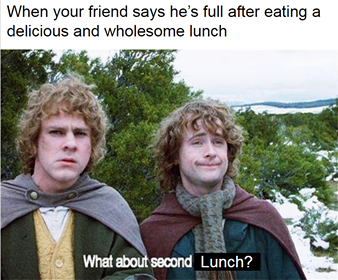 When your friend says he's full after eating a
delicious and wholesome lunch
What about second Lunch?